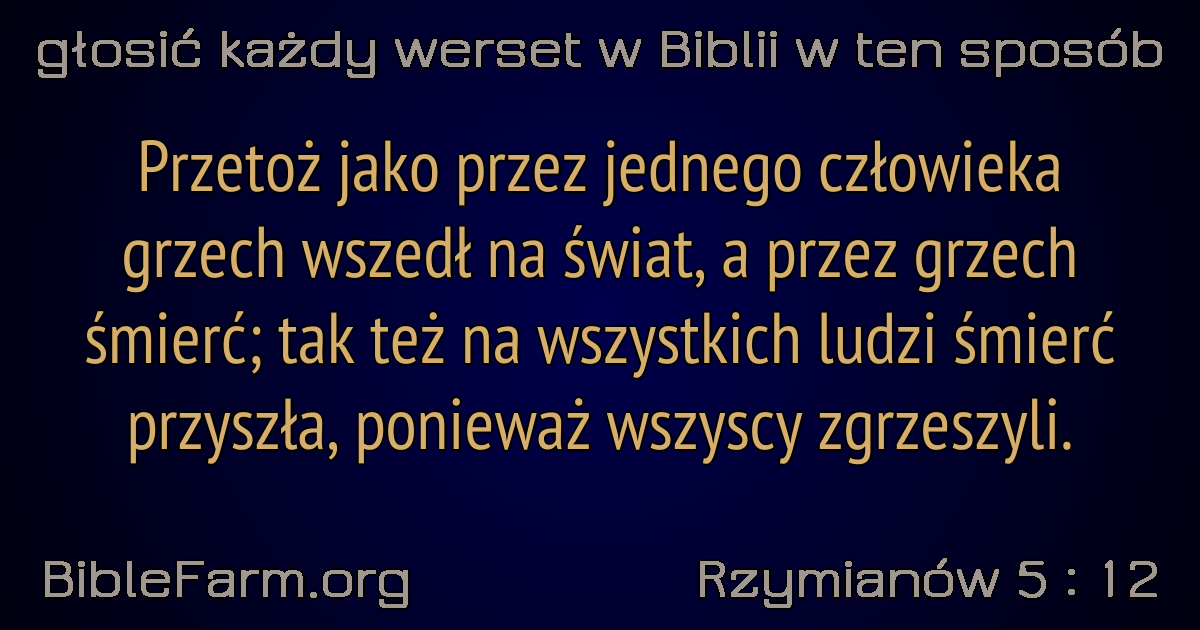 głosić każdy werset w Biblii w ten sposób
Przetoż jako przez jednego człowieka
grzech wszedł na świat, a przez grzech
śmierć; tak też na wszystkich ludzi śmierć
przyszła, ponieważ wszyscy zgrzeszyli.
BibleFarm.org
Rzymianów 5 : 12